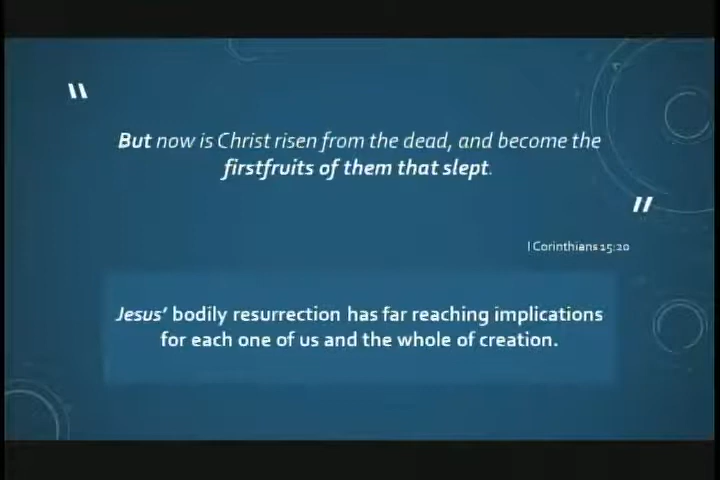 "
But now is Christ risen from the dead, and become the
firstfruits of them that slept.
"
I Corinthians 15:20
Jesus' bodily resurrection has far reaching implications
for each one of us and the whole of creation.